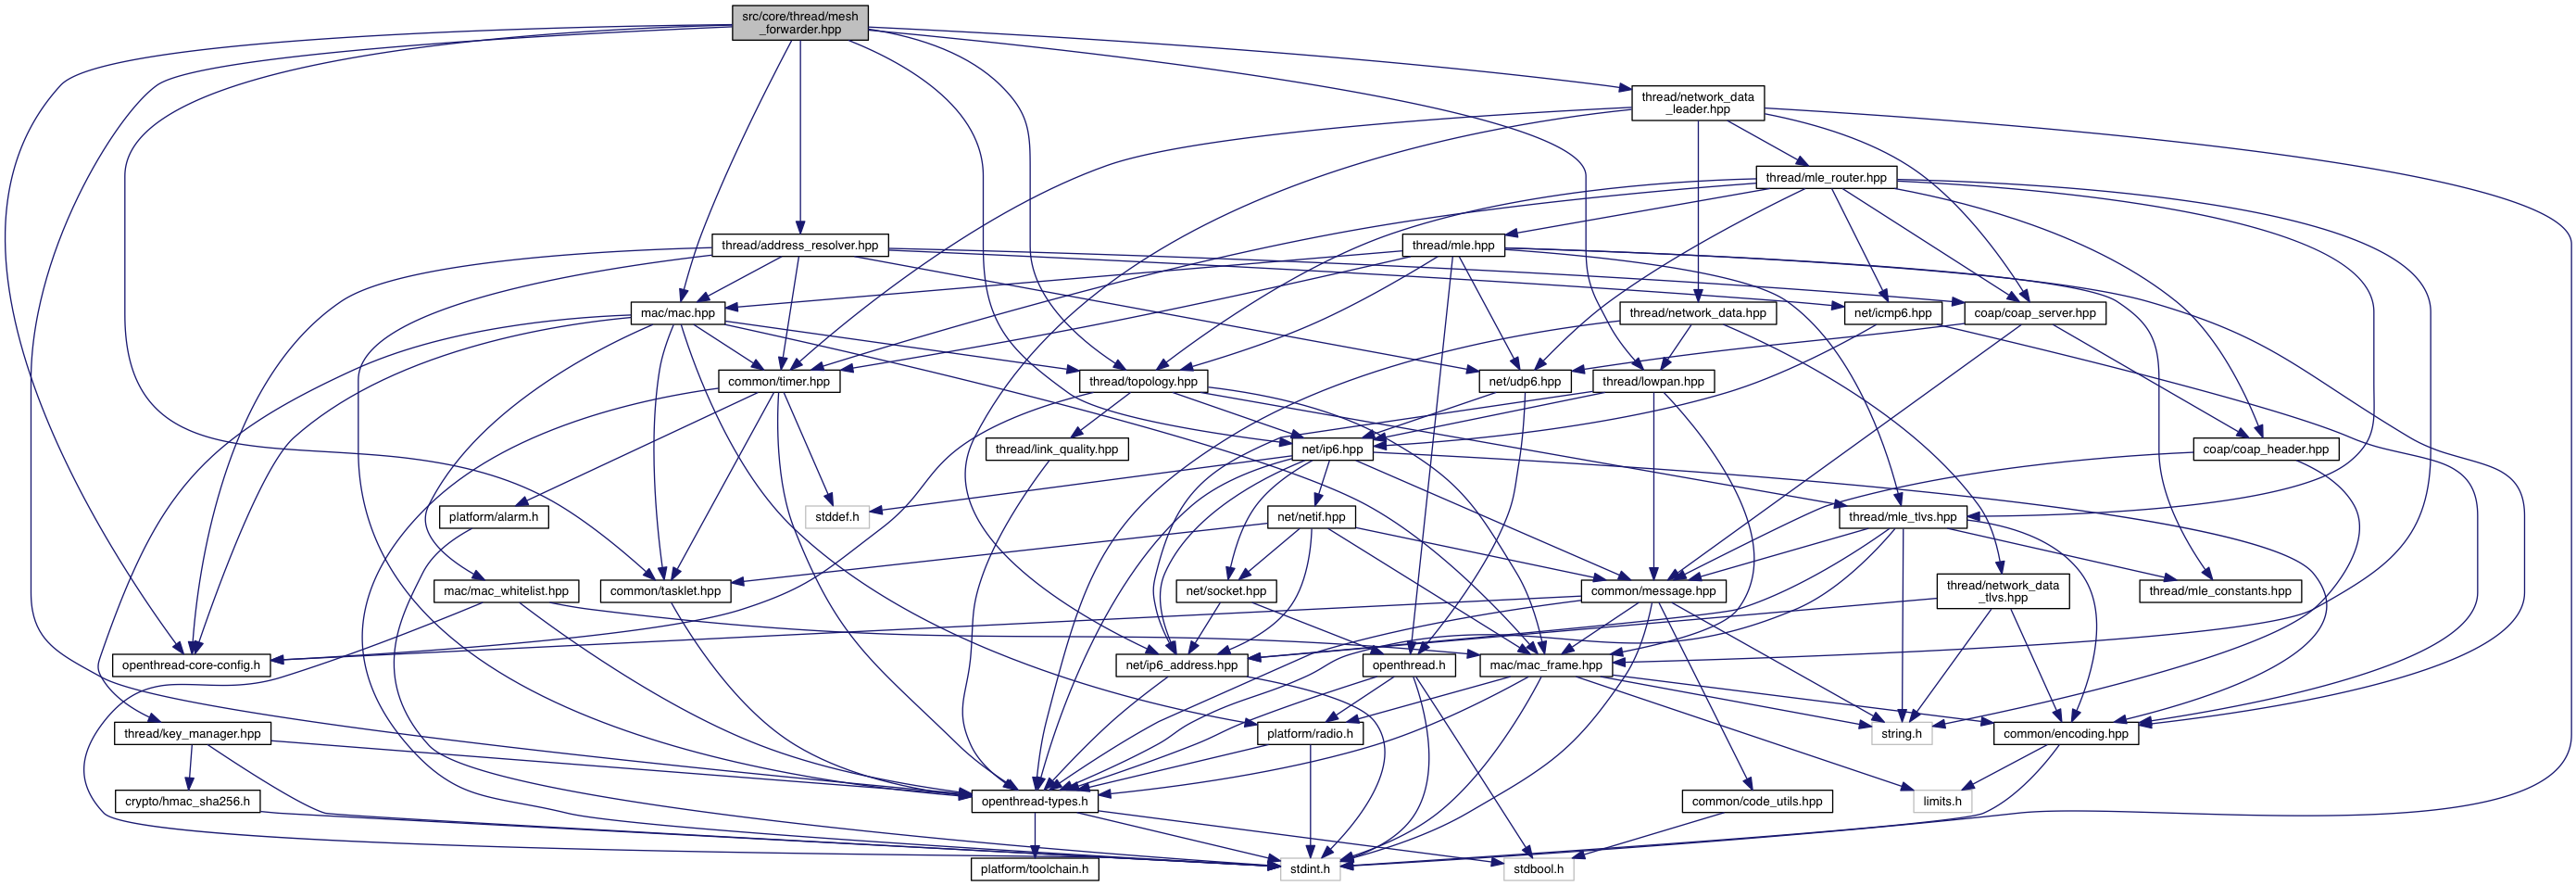 src/core/thread/mesh
_forwarder.hpp
thread/network_data
_leader.hpp
thread/mle_router.hpp
thread/address_resolver.hpp
thread/mle.hpp
mac/mac.hpp
thread/network_data.hpp
net/icmp6.hpp
coap/coap_server.hpp
common/timer.hpp
thread/topology.hpp
net/udp6.hpp
thread/lowpan.hpp
thread/link_quality.hpp
net/ip6.hpp
coap/coap_header.hpp
platform/alarm.h
stddef.h
net/netif.hpp
thread/mle_tlvs.hpp
mac/mac_whitelist.hpp
common/tasklet.hpp
net/socket.hpp
common/message.hpp
thread/mle_constants.hpp
thread/network_data
_tlvs.hpp
openthread-core-config.h
net/ip6_address.hpp
openthread.h
mac/mac_frame.hpp
thread/key_manager.hpp
platform/radio.h
string.h
common/encoding.hpp
crypto/hmac_sha256.h
openthread-types.h
common/code_utils.hpp
limits.h
platform/toolchain.h
stdint.h
stdbool.h